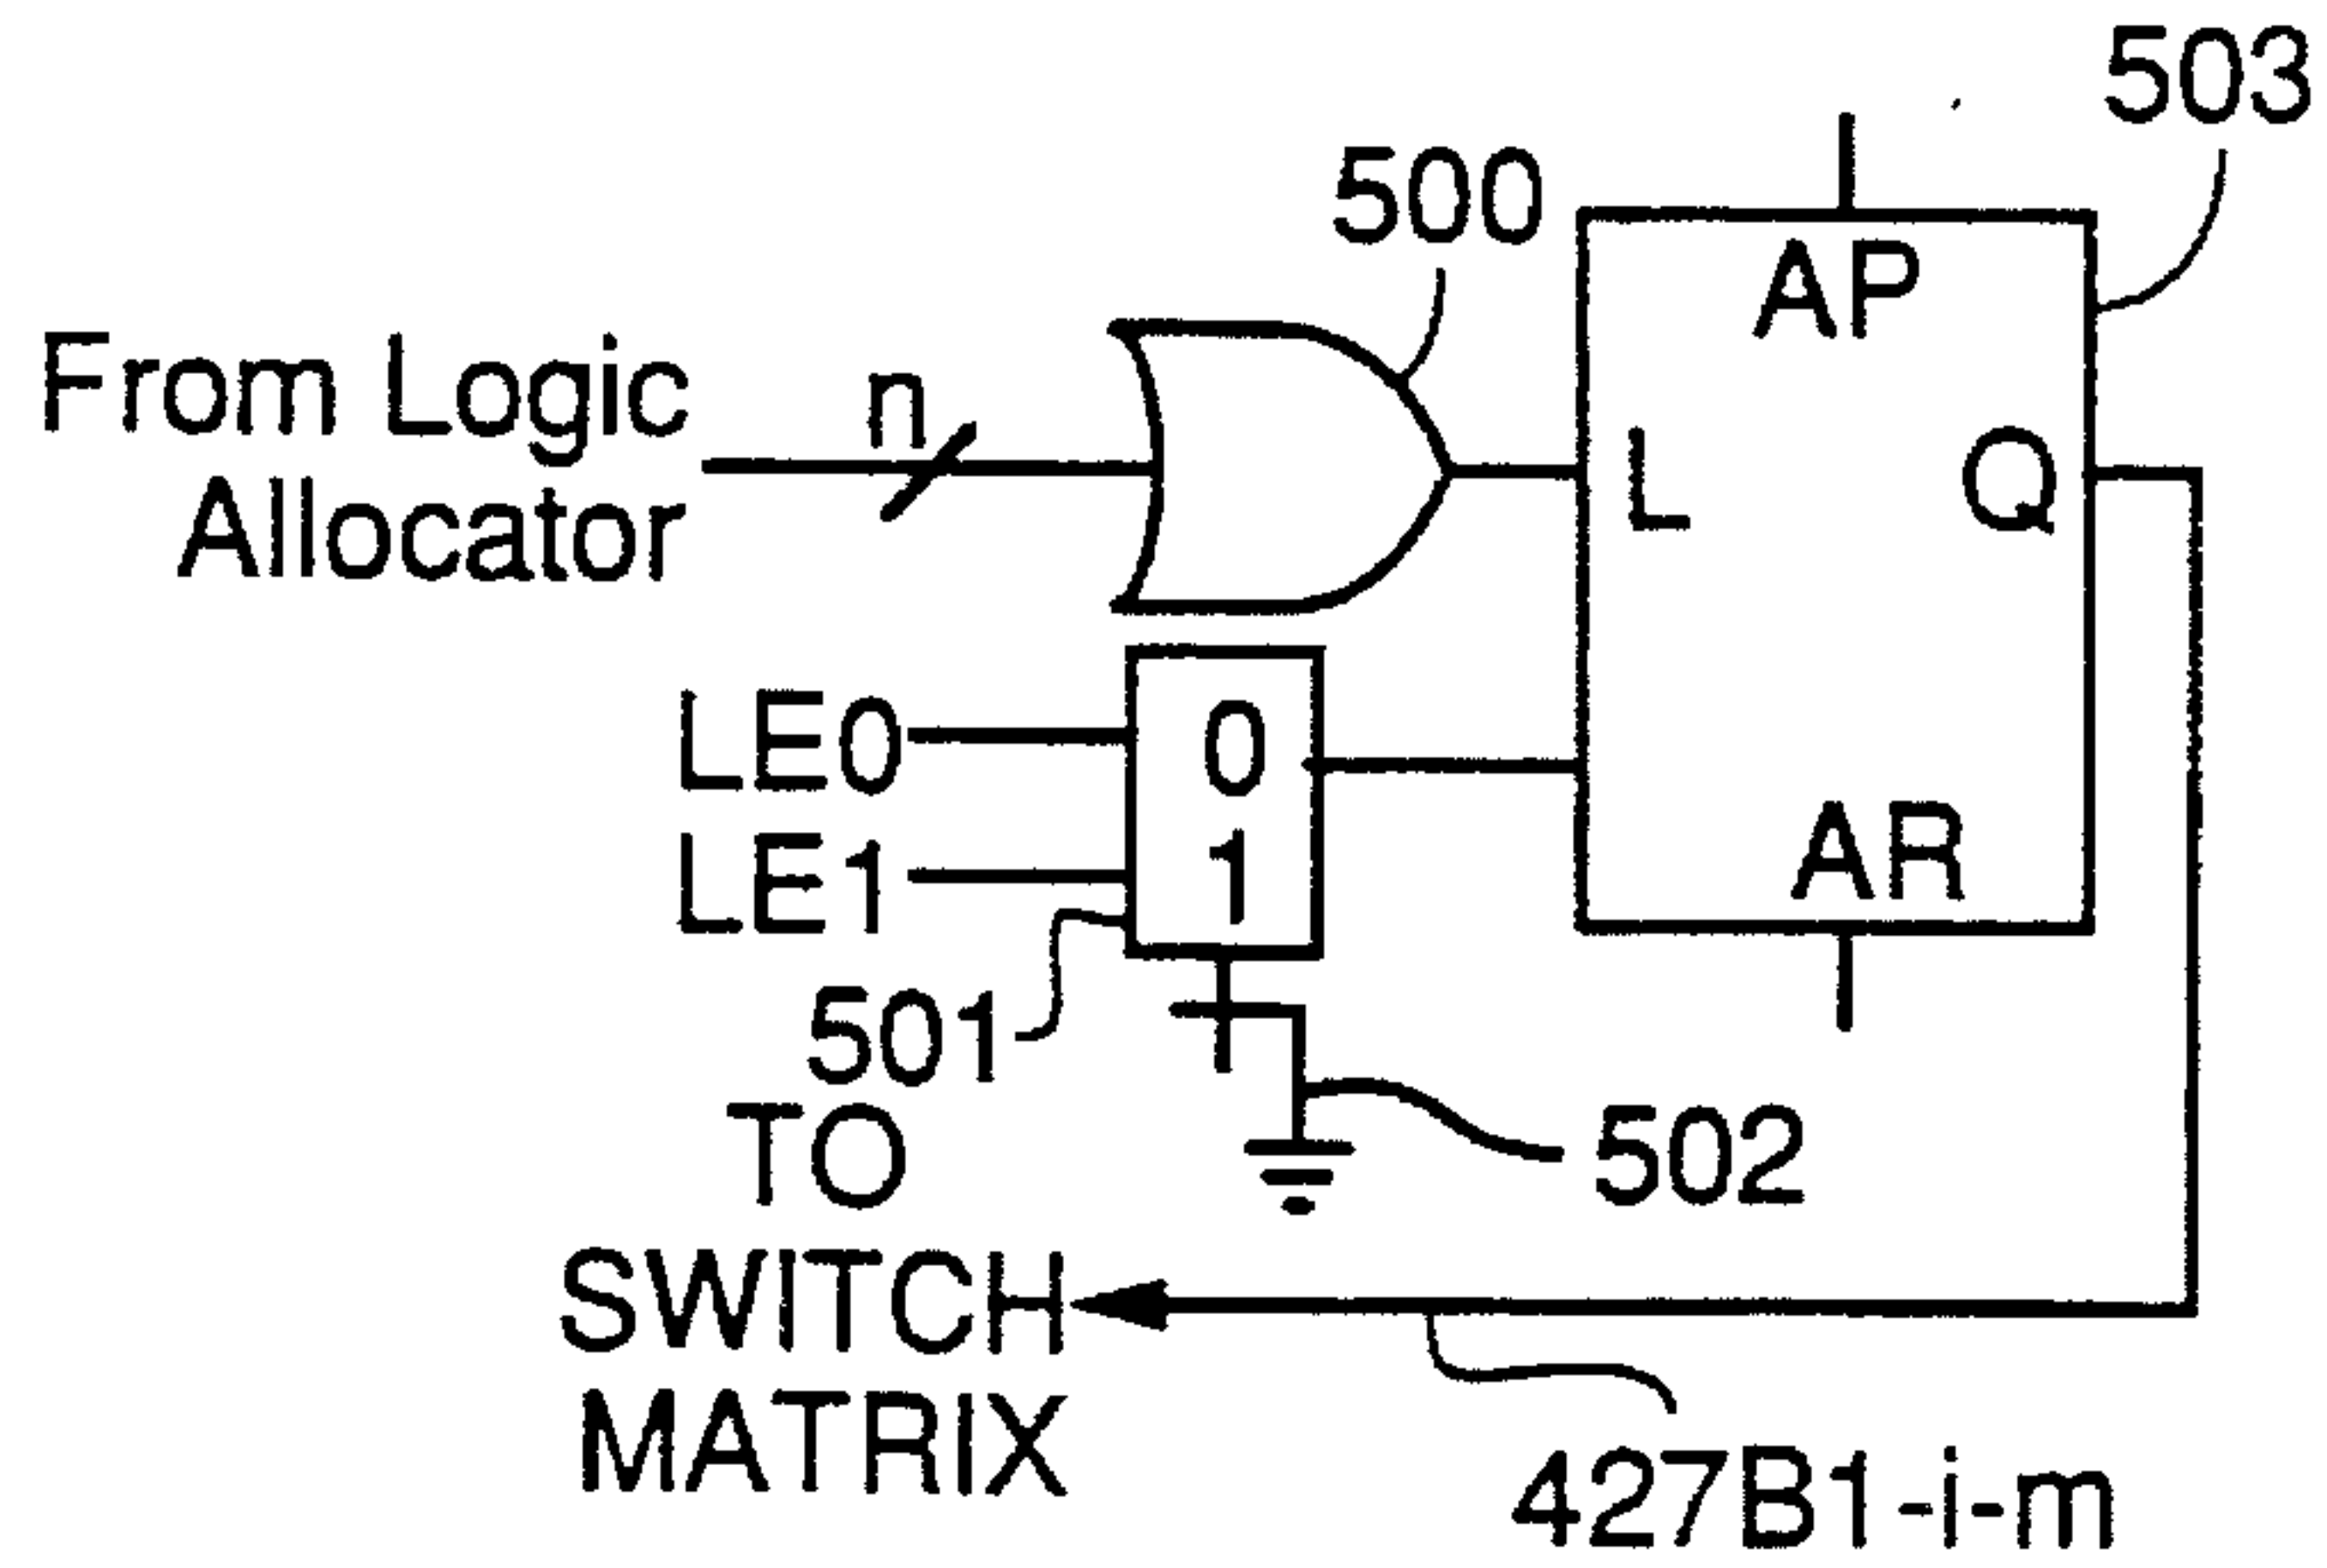 503
500
AP
From Logic
Allocator
n
L
Q
LE0
0
LE1
1
AR
501
502
TO
SWITCH
MATRIX
427B1-i-m